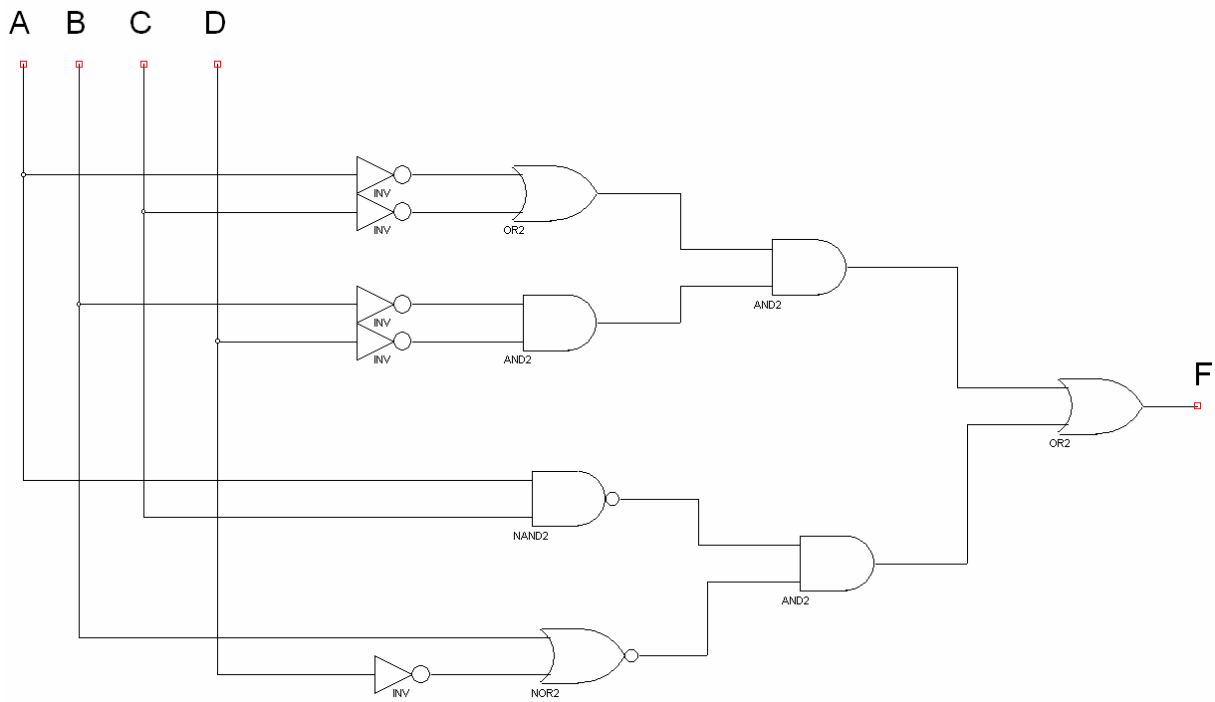 A B C D
INV
INV
OR2
INV
INV
AND2
AND2
F
OR2
NAND2
AND2
INV
NOR2